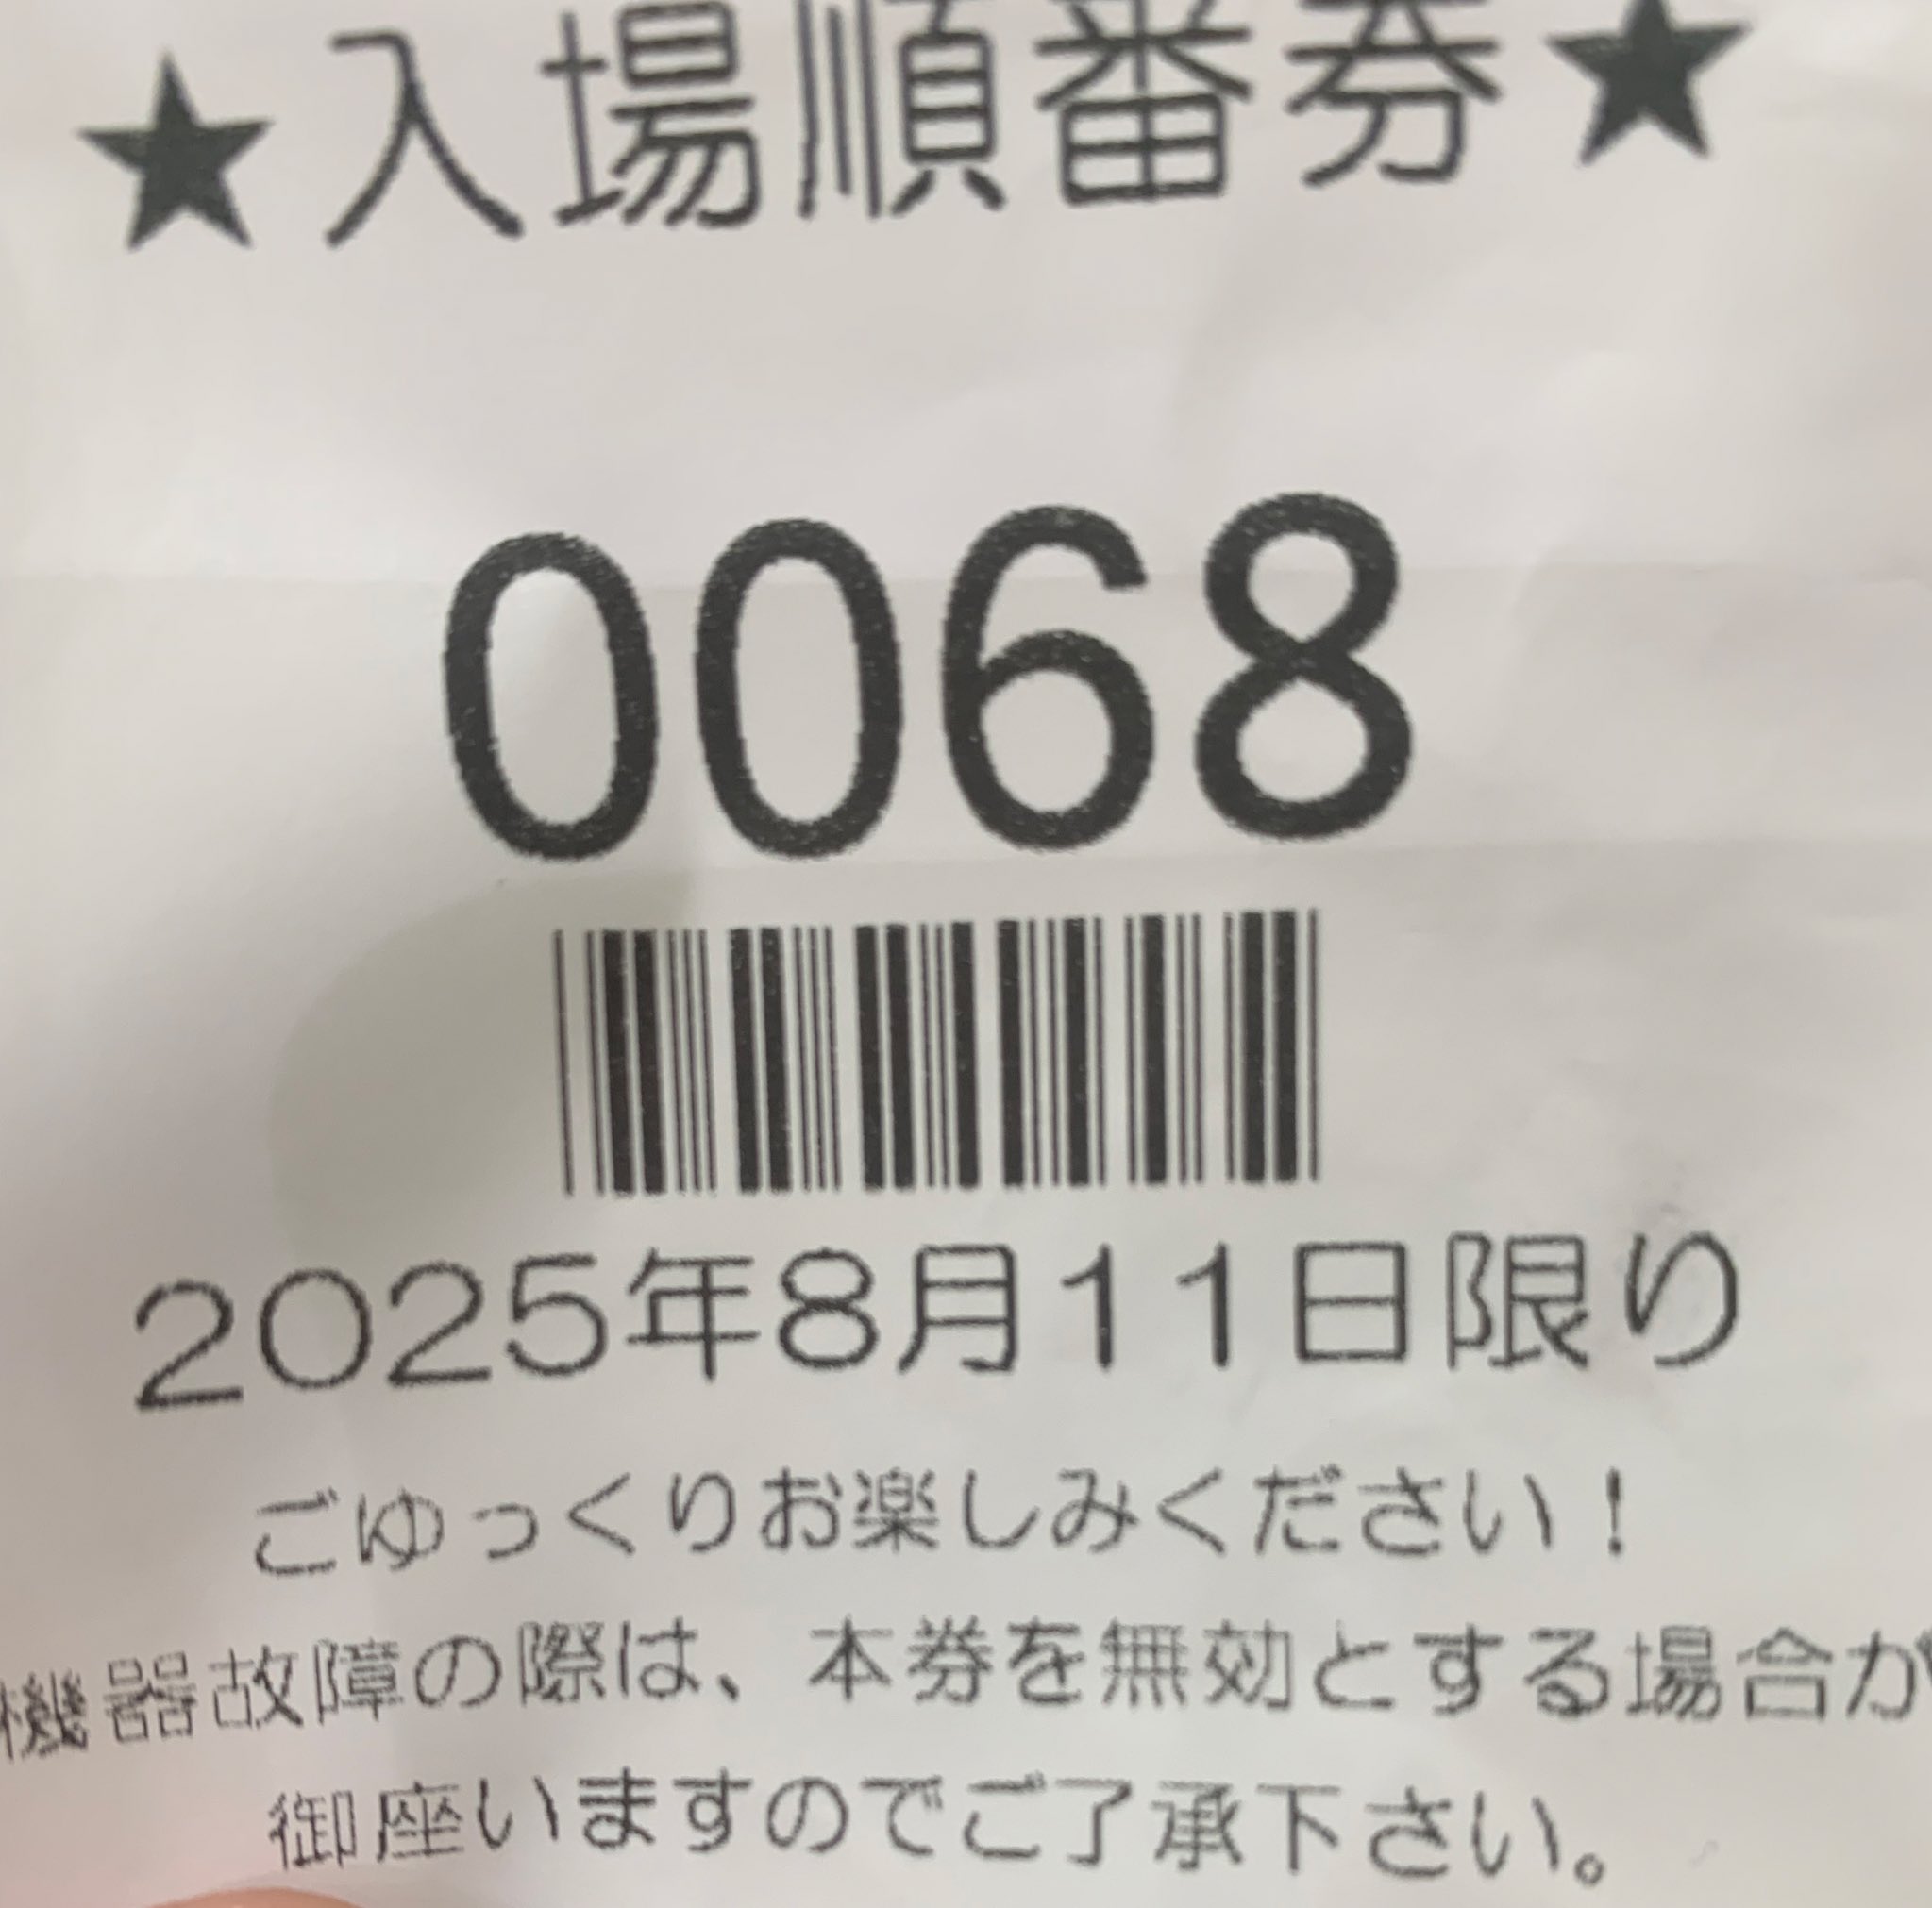 ★入場順番券★
0068
2025年8月11日限り
ごゆっくりお楽しみください！
機器故障の際は、本券を無効とする場合が
御座いますのでご了承下さい。